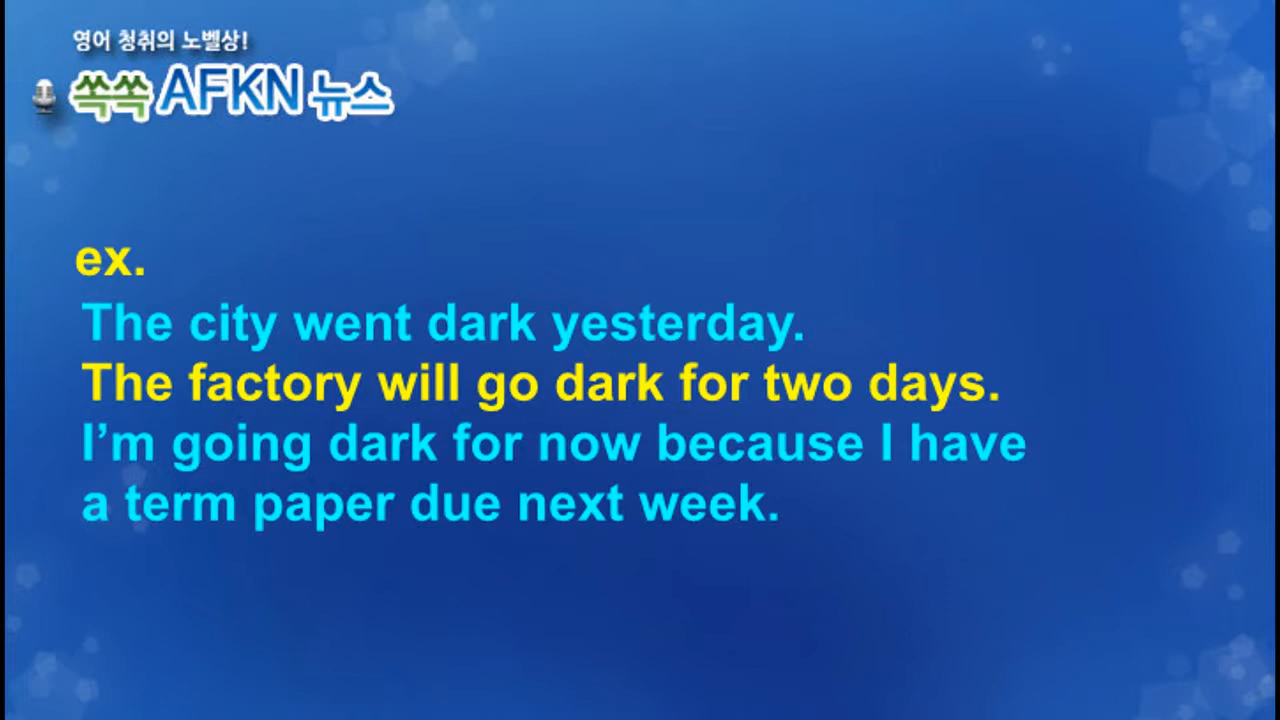 영어 청취의 노벨상!
쏙쏙 AFKN 뉴스
ex.
The city went dark yesterday.
The factory will go dark for two days.
I’m going dark for now because I have
a term paper due next week.